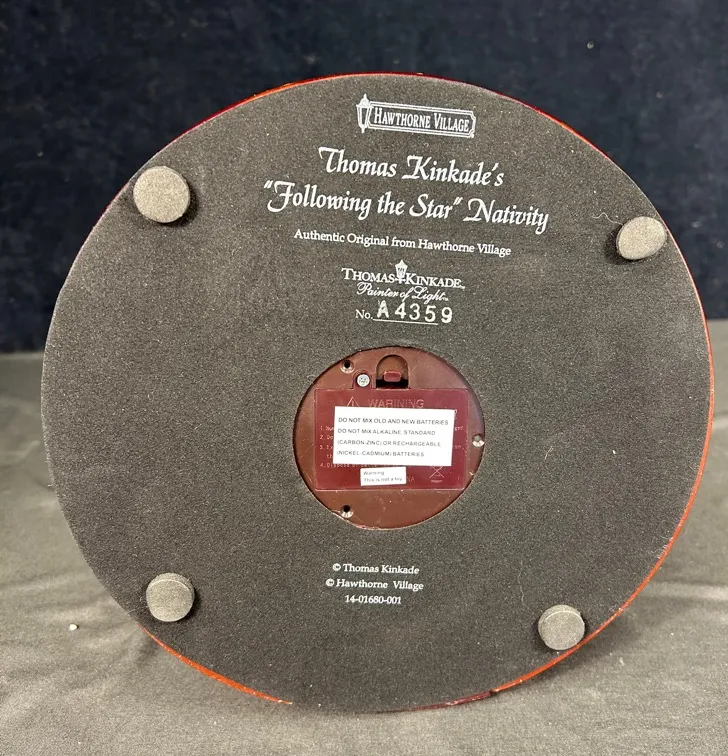 HAWTHORNE VILLAGE
Thomas Kinkade's
"Following the Star" Nativity
Authentic Original from Hawthorne Village
THOMAS KINKADE™
Painter of Light™
No. A4359
WARNING
DO NOT MIX OLD AND NEW BATTERIES
DO NOT MIX ALKALINE, STANDARD
(CARBON-ZINC) OR RECHARGEABLE
(NICKEL-CADMIUM) BATTERIES
Warning
This is not a toy
© Thomas Kinkade
© Hawthorne Village
14-01680-001